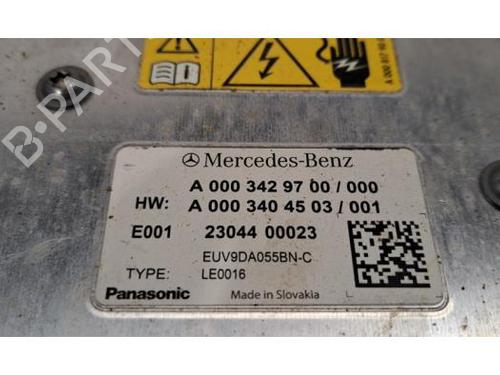 B-PARTS
Mercedes-Benz
A 000 342 97 00 / 000
HW: A 000 340 45 03 / 001
E001 23044 00023
EUV9DA055BN-C
TYPE: LE0016
Panasonic Made in Slovakia